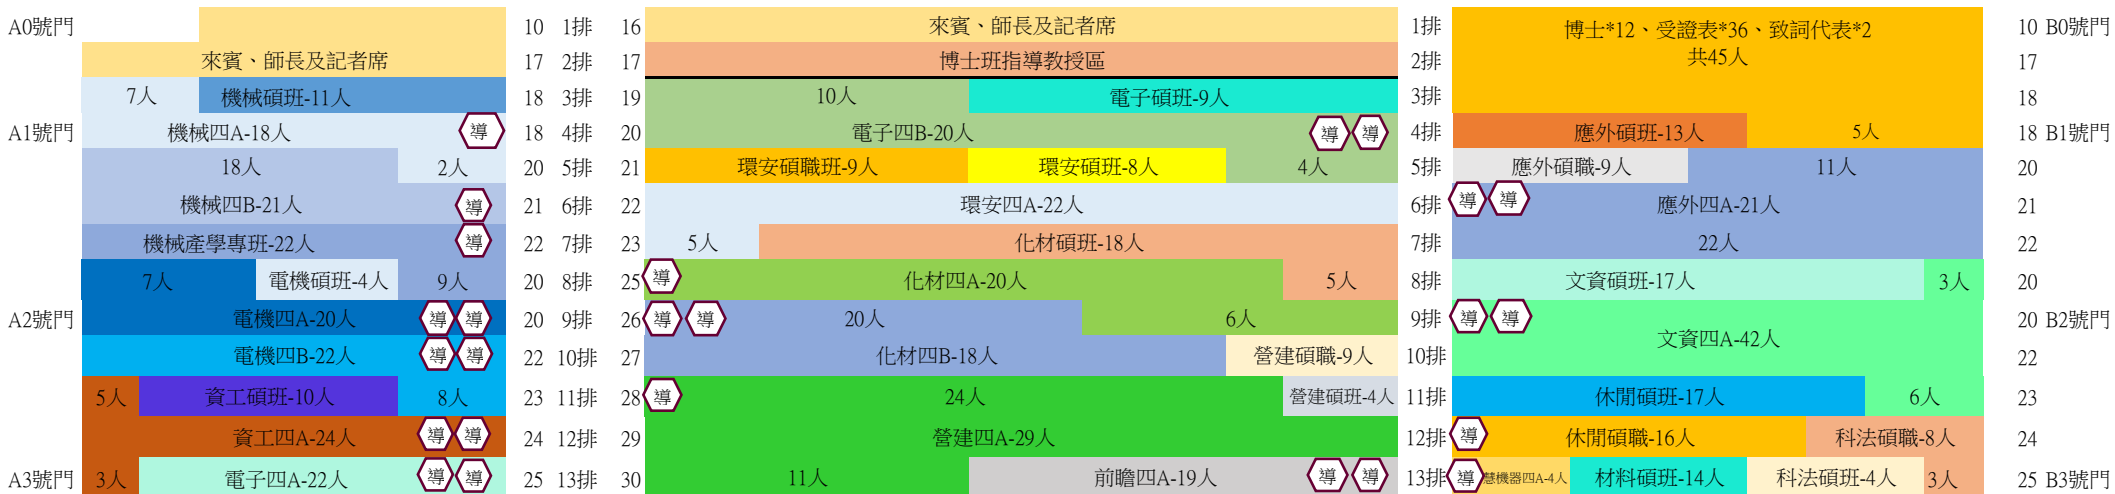 A0號門 10 1排 16 來賓、師長及記者席 1排 博士*12、受證表*36、致詞代表*2 10 B0號門
共45人
來賓、師長及記者席 17 2排 17 博士班指導教授區 2排 17
7人 機械碩班-11人 18 3排 19 10人 電子碩班-9人 3排 18
A1號門 機械四A-18人 導 18 4排 20 電子四B-20人 導 導 4排 應外碩班-13人 5人 18 B1號門
18人 2人 20 5排 21 環安碩職班-9人 環安碩班-8人 4人 5排 應外碩職-9人 11人 20
機械四B-21人 導 21 6排 22 環安四A-22人 6排 導 導 應外四A-21人 21
機械產學專班-22人 導 22 7排 23 5人 化材碩班-18人 7排 22人 22
7人 電機碩班-4人 9人 20 8排 25 導 化材四A-20人 5人 8排 文資碩班-17人 3人 20
A2號門 電機四A-20人 導 導 20 9排 26 導 導 20人 6人 9排 導 導 20 B2號門
文資四A-42人
電機四B-22人 導 導 22 10排 27 化材四B-18人 營建碩職-9人 10排 22
5人 資工碩班-10人 8人 23 11排 28 導 24人 營建碩班-4人 11排 休閒碩班-17人 6人 23
資工四A-24人 導 導 24 12排 29 營建四A-29人 12排 導 休閒碩職-16人 科法碩職-8人 24
A3號門 3人 電子四A-22人 導 導 25 13排 30 11人 前瞻四A-19人 導 導 13排 導 慧機器四A-4人 材料碩班-14人 科法碩班-4人 3人 25 B3號門